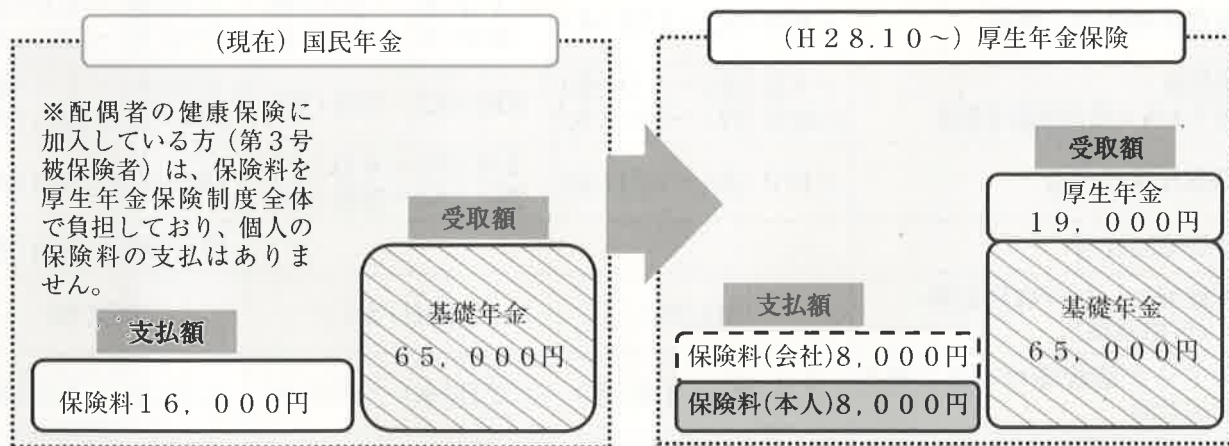 (現在) 国民年金
※配偶者の健康保険に
加入している方(第3号
被保険者)は、保険料を
厚生年金保険制度全体
で負担しており、個人の
保険料の支払はありま
せん。
受取額
基礎年金
65,000円
支払額
保険料16,000円
(H28.10~) 厚生年金保険
受取額
厚生年金
19,000円
基礎年金
65,000円
支払額
保険料(会社)8,000円
保険料(本人)8,000円